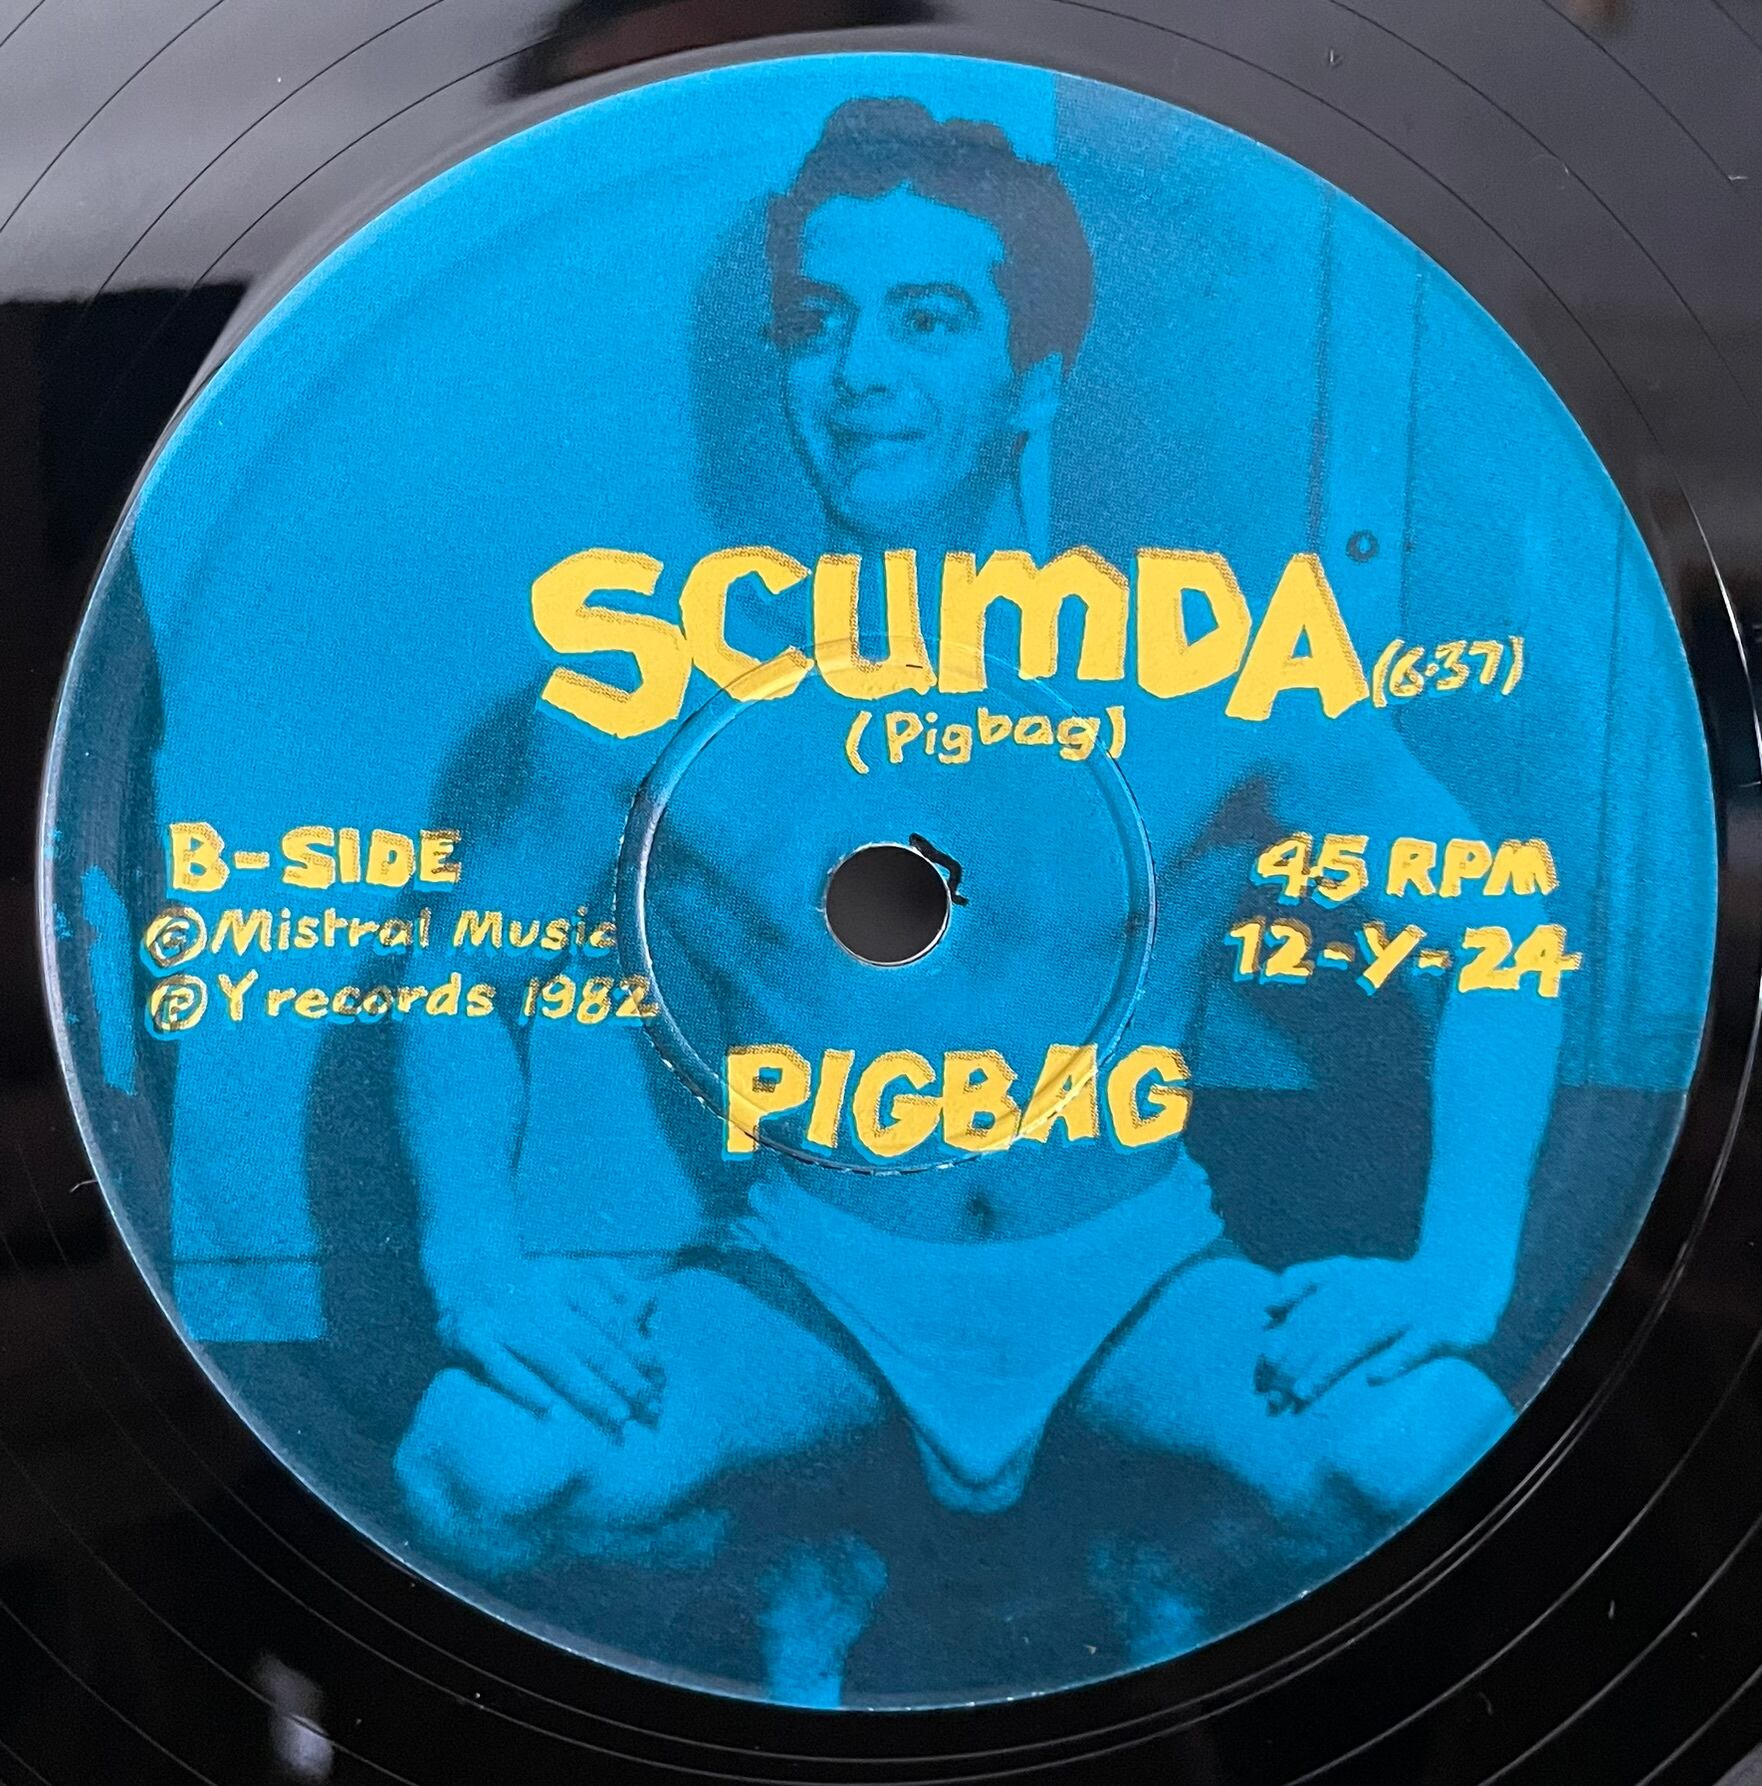 SCUMDA (6:37)
(Pigbag)
B-SIDE
© Mistral Music
℗ Y records 1982
45 RPM
12-Y-24
PIGBAG